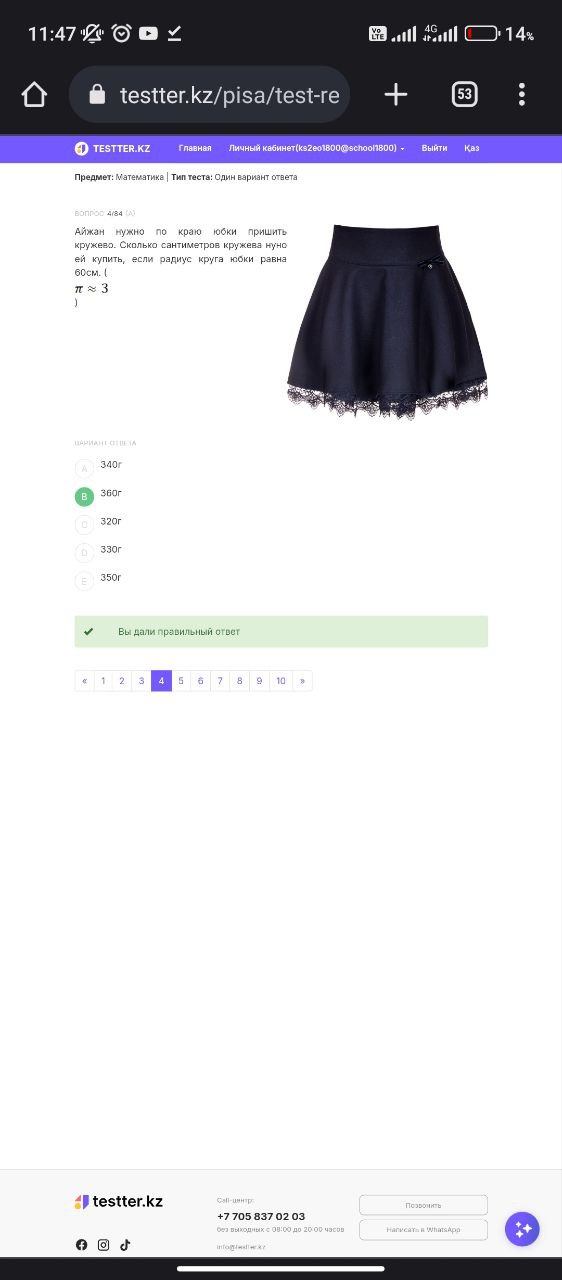 11:47
Vo LTE
4G
14%
testter.kz/pisa/test-re
53
TESTTER.KZ Главная Личный кабинет(ks2eo1800@school1800) Выйти Қаз
Предмет: Математика | Тип теста: Один вариант ответа
ВОПРОС 4/84 (A)
Айжан нужно по краю юбки пришить
кружево. Сколько сантиметров кружева нуно
ей купить, если радиус круга юбки равна
60см. (
π ≈ 3
)
ВАРИАНТ ОТВЕТА
A 340г
B 360г
C 320г
D 330г
E 350г
Вы дали правильный ответ
« 1 2 3 4 5 6 7 8 9 10 »
testter.kz
Call-центр:
+7 705 837 02 03
без выходных с 08:00 до 20:00 часов
info@testter.kz
Позвонить
Написать в WhatsApp